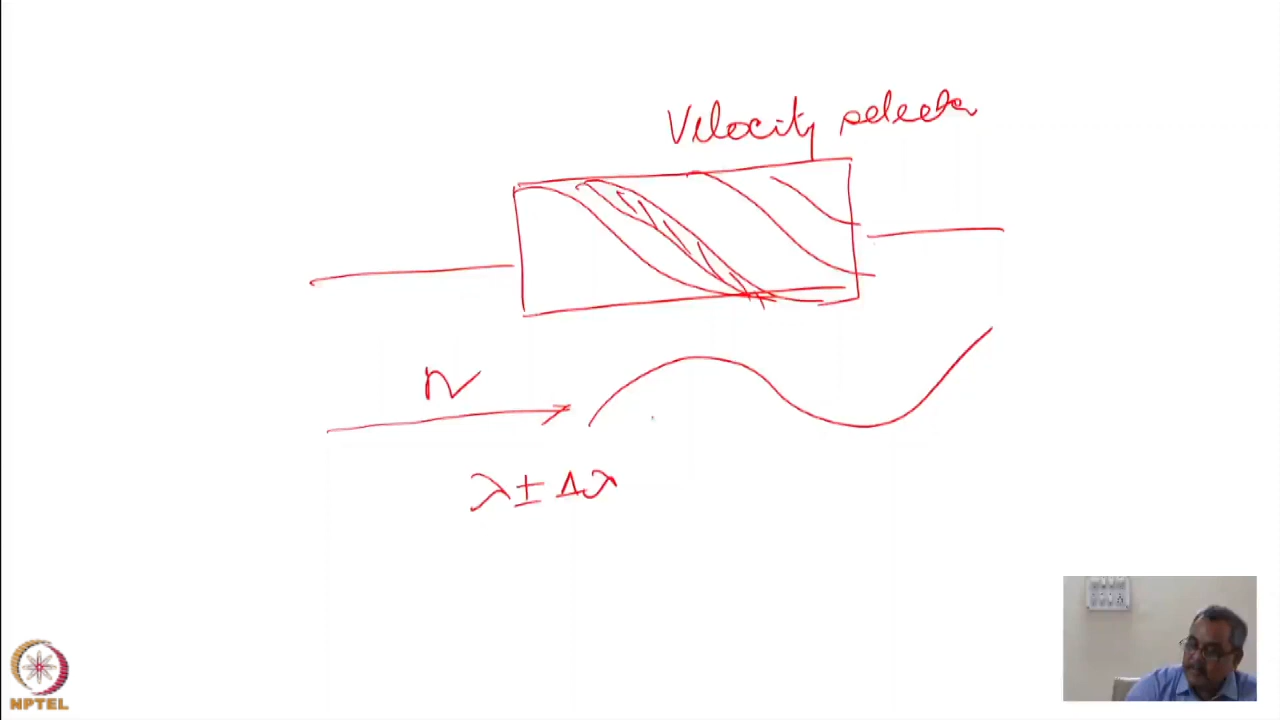 Velocity selector
n
λ ± Δλ
NPTEL